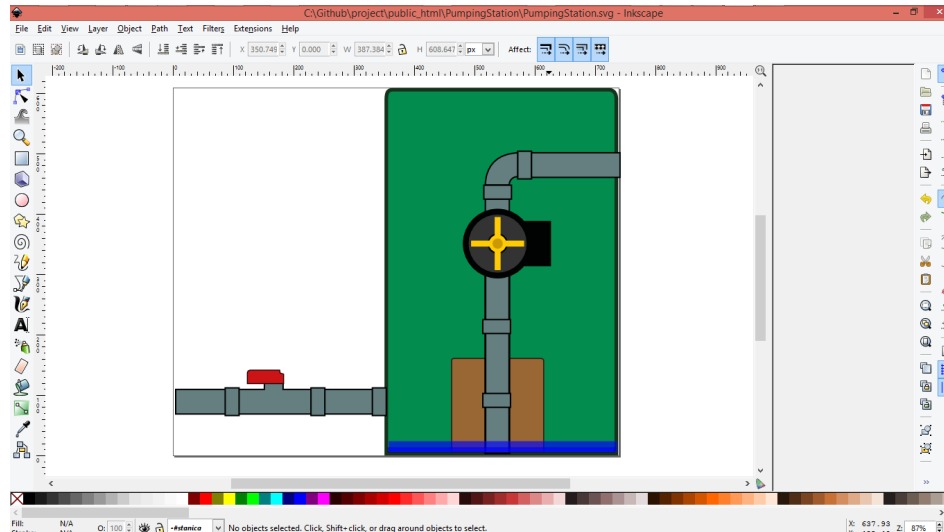 C:\Github\project\public_html\PumpingStation\PumpingStation.svg - Inkscape
File Edit View Layer Object Path Text Filters Extensions Help
X 350.749 Y 0.000 W 387.384 H 608.647 px Affect:
-200 -100 0 100 200 300 400 500 600 700 800 900
Fill: N/A
N/A
O: 100
-#stanica
No objects selected. Click, Shift+click, or drag around objects to select.
X: 637.93
Z: 87%